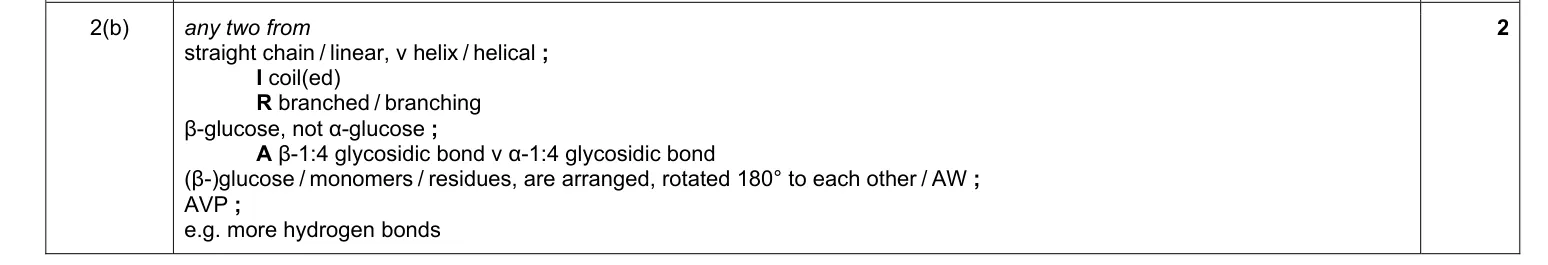 2(b)
any two from
2
straight chain / linear, v helix / helical ;
I coil(ed)
R branched / branching
β-glucose, not α-glucose ;
A β-1:4 glycosidic bond v α-1:4 glycosidic bond
(β-)glucose / monomers / residues, are arranged, rotated 180° to each other / AW ;
AVP ;
e.g. more hydrogen bonds